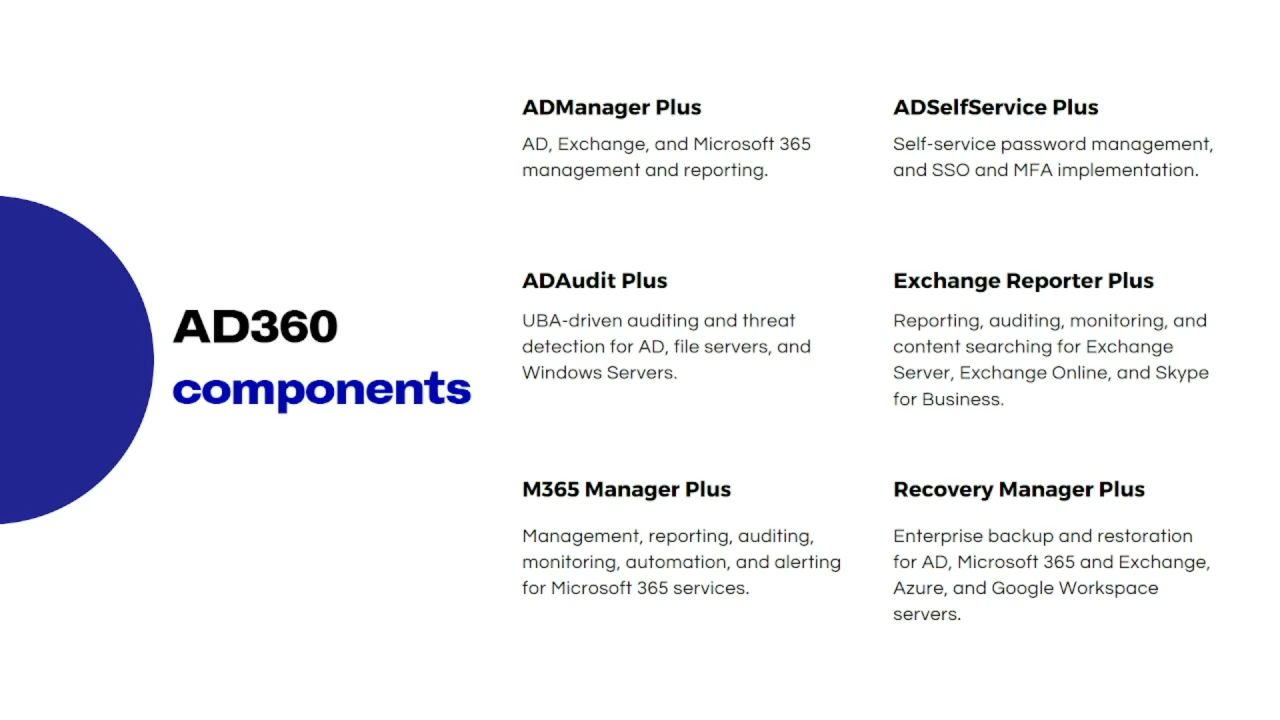 AD360
components
ADManager Plus
AD, Exchange, and Microsoft 365
management and reporting.
ADSelfService Plus
Self-service password management,
and SSO and MFA implementation.
ADAudit Plus
UBA-driven auditing and threat
detection for AD, file servers, and
Windows Servers.
Exchange Reporter Plus
Reporting, auditing, monitoring, and
content searching for Exchange
Server, Exchange Online, and Skype
for Business.
M365 Manager Plus
Management, reporting, auditing,
monitoring, automation, and alerting
for Microsoft 365 services.
Recovery Manager Plus
Enterprise backup and restoration
for AD, Microsoft 365 and Exchange,
Azure, and Google Workspace
servers.